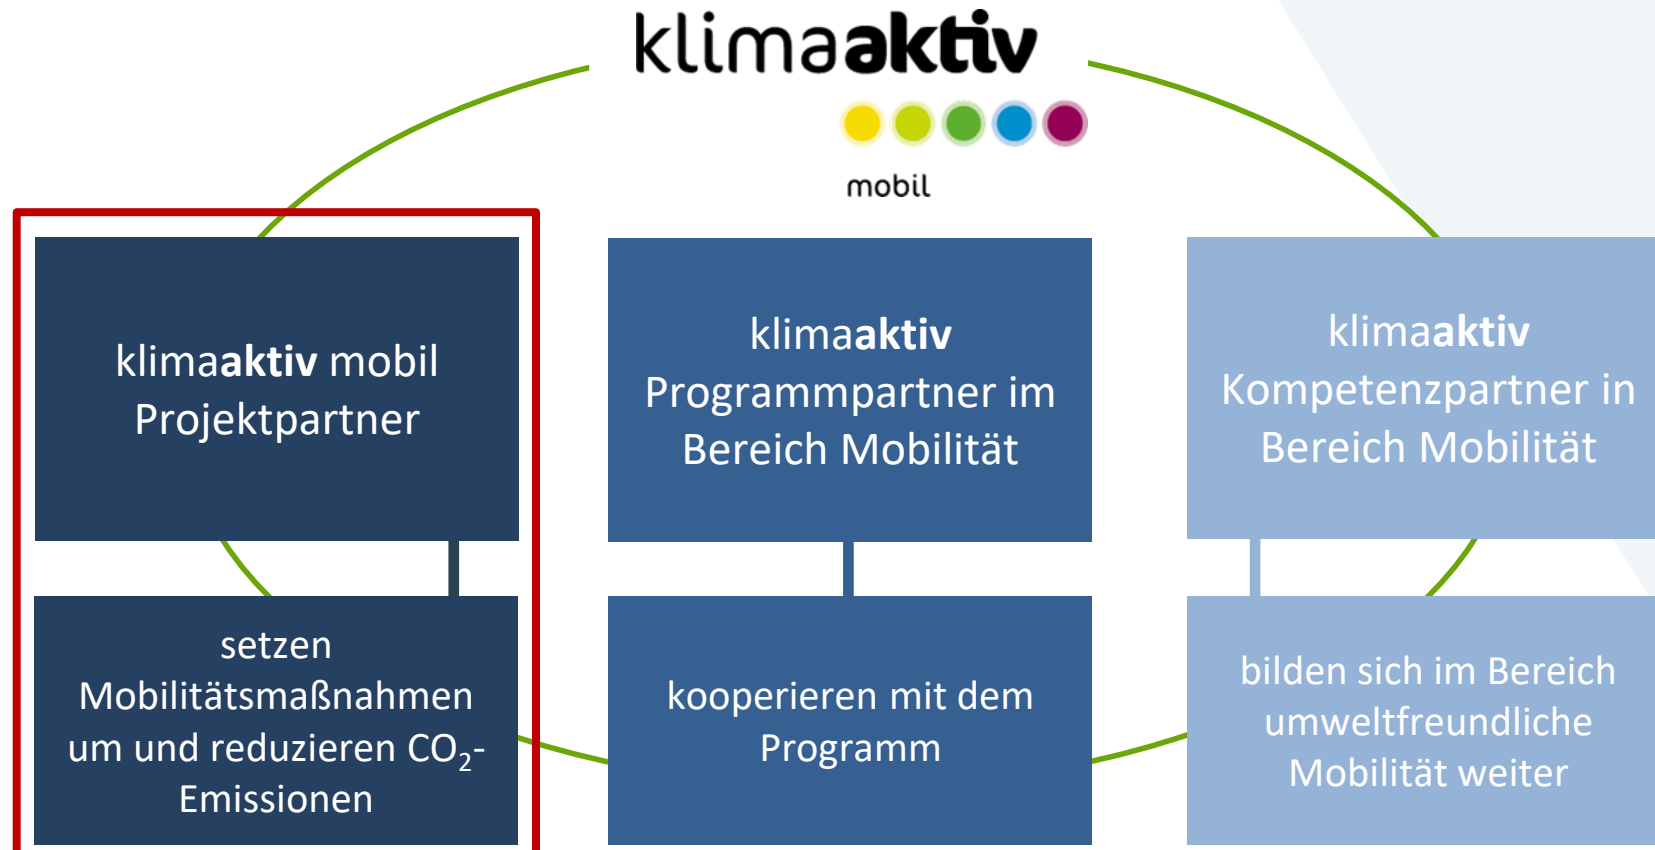 klimaaktiv
mobil
klimaaktiv mobil
Projektpartner
setzen
Mobilitätsmaßnahmen
um und reduzieren CO₂-
Emissionen
klimaaktiv
Programmpartner im
Bereich Mobilität
kooperieren mit dem
Programm
klimaaktiv
Kompetenzpartner in
Bereich Mobilität
bilden sich im Bereich
umweltfreundliche
Mobilität weiter